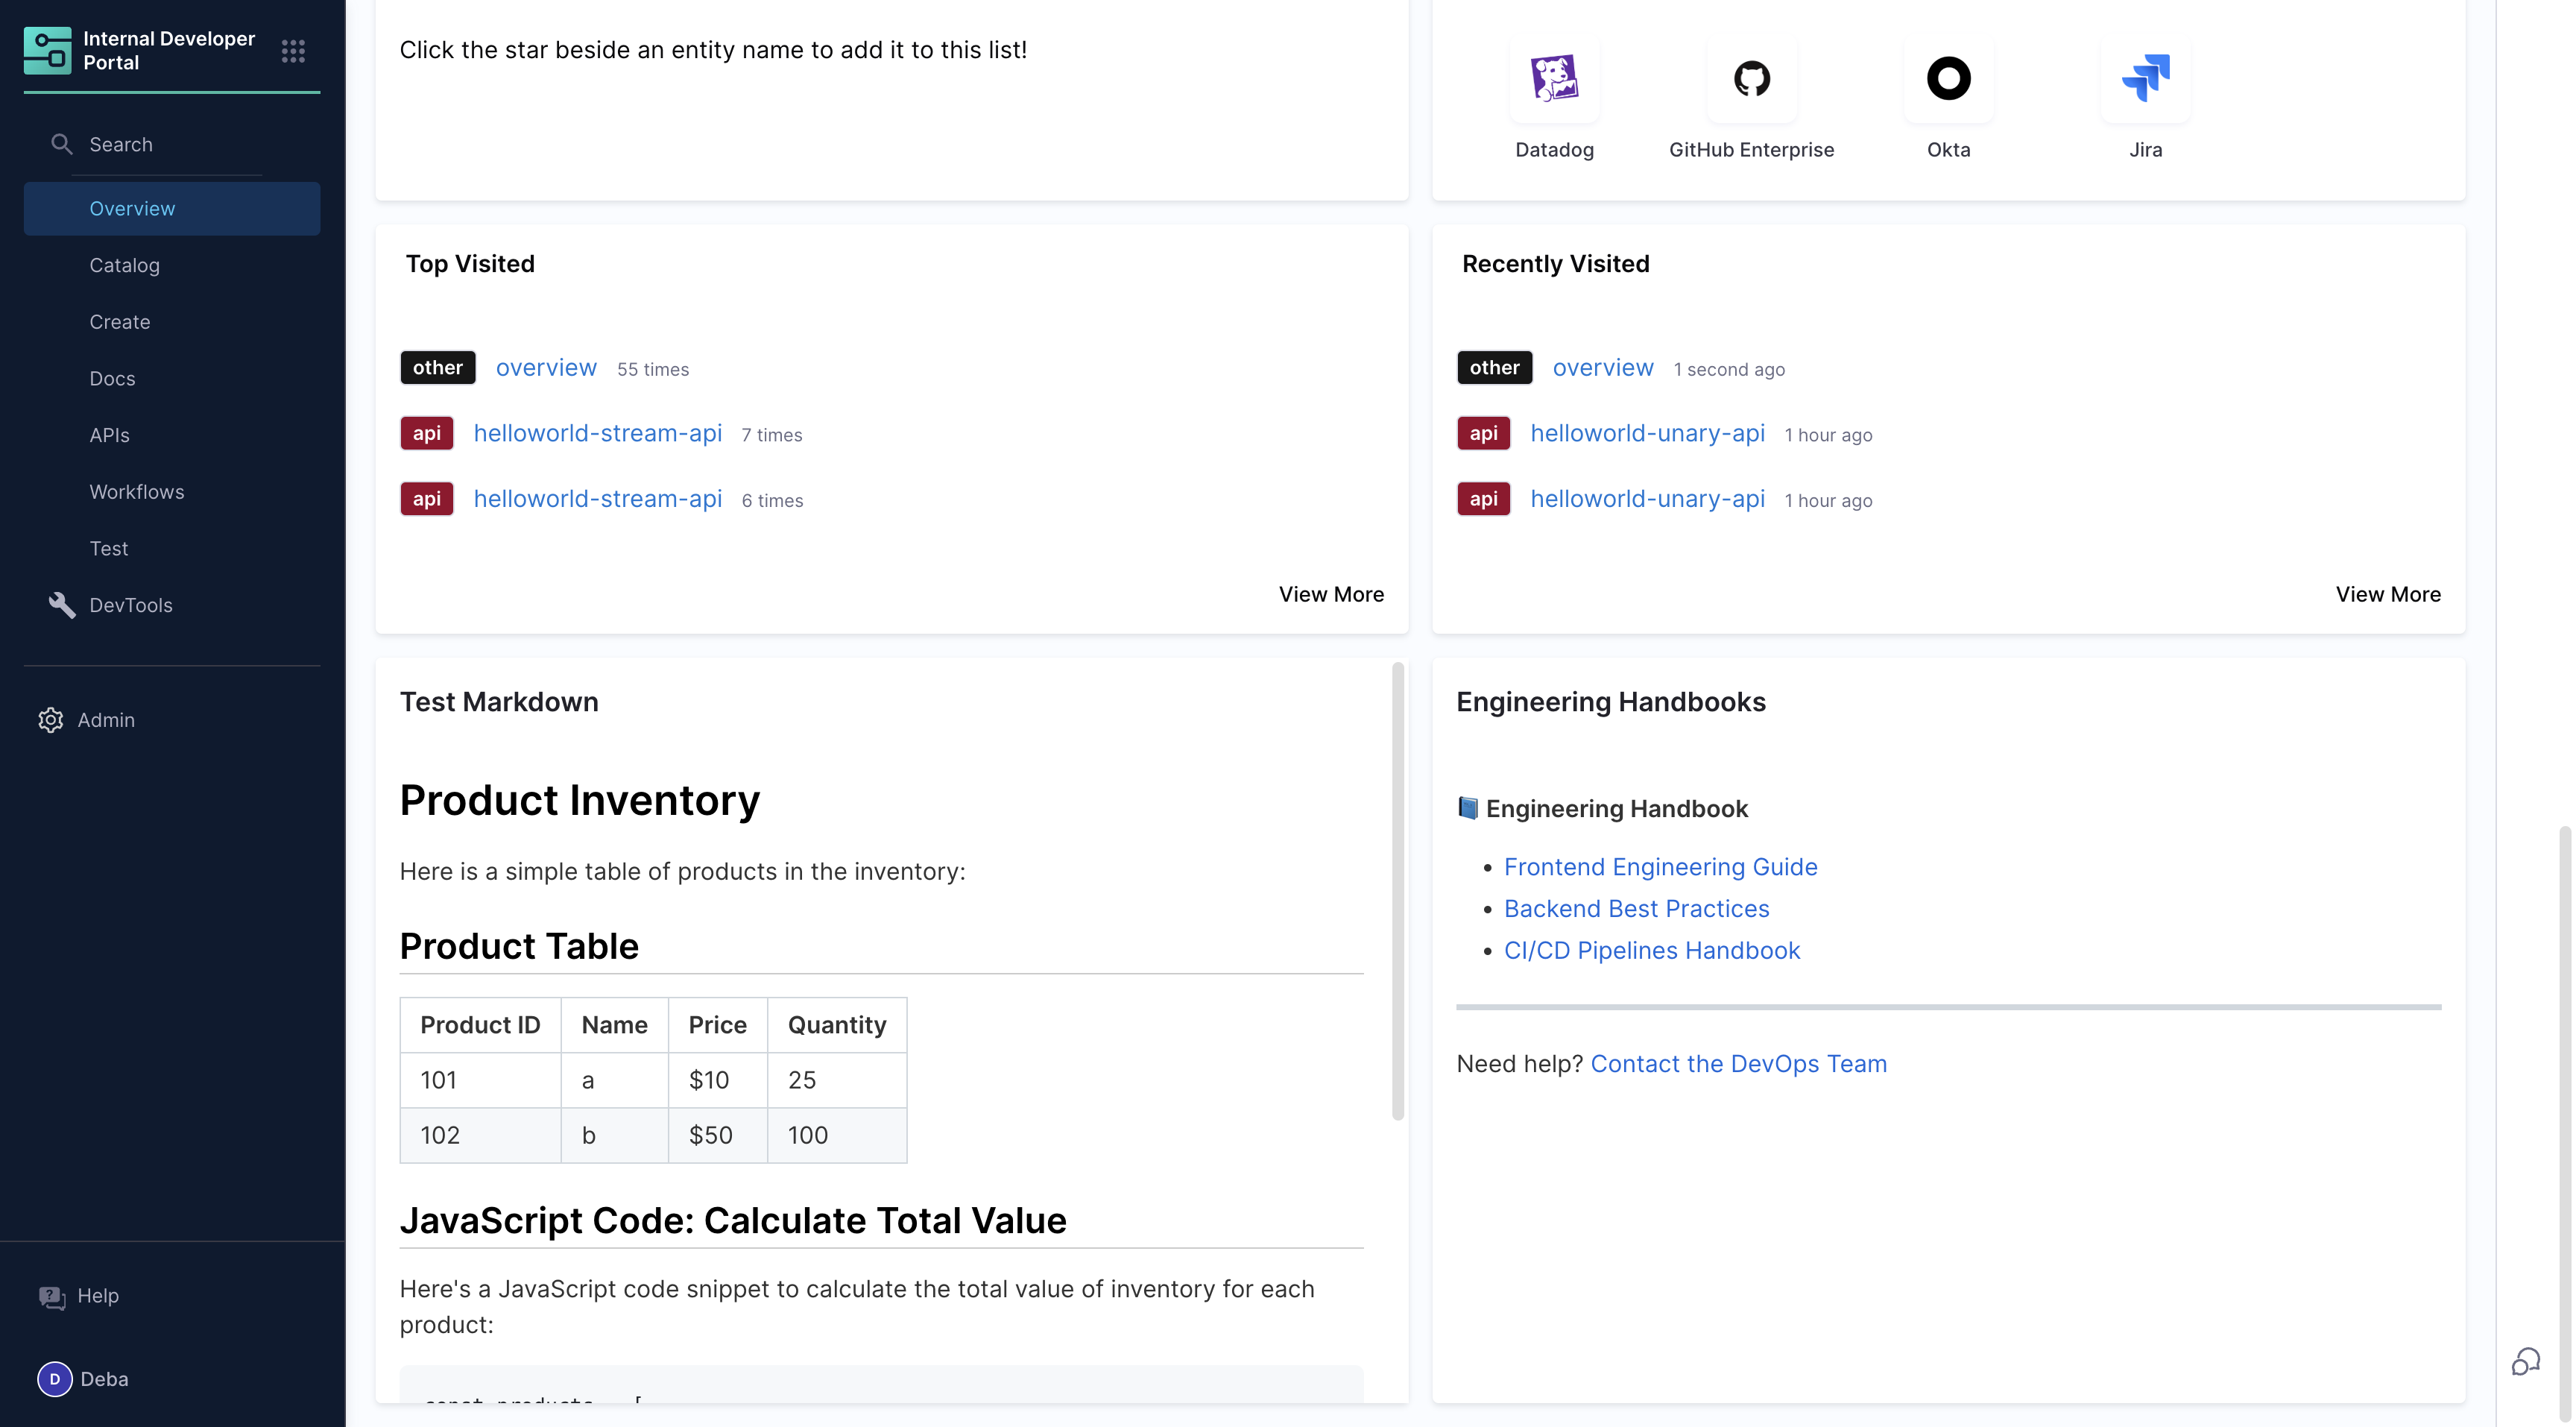 Internal Developer
Portal
Search
Overview
Catalog
Create
Docs
APIs
Workflows
Test
DevTools
Admin
Help
D
Deba
Click the star beside an entity name to add it to this list!
Datadog
GitHub Enterprise
Okta
Jira
Top Visited
other overview 55 times
api helloworld-stream-api 7 times
api helloworld-stream-api 6 times
View More
Recently Visited
other overview 1 second ago
api helloworld-unary-api 1 hour ago
api helloworld-unary-api 1 hour ago
View More
Test Markdown
Product Inventory
Here is a simple table of products in the inventory:
Product Table
Product ID Name Price Quantity
101 a $10 25
102 b $50 100
JavaScript Code: Calculate Total Value
Here's a JavaScript code snippet to calculate the total value of inventory for each
product:
Engineering Handbooks
Engineering Handbook
• Frontend Engineering Guide
• Backend Best Practices
• CI/CD Pipelines Handbook
Need help? Contact the DevOps Team